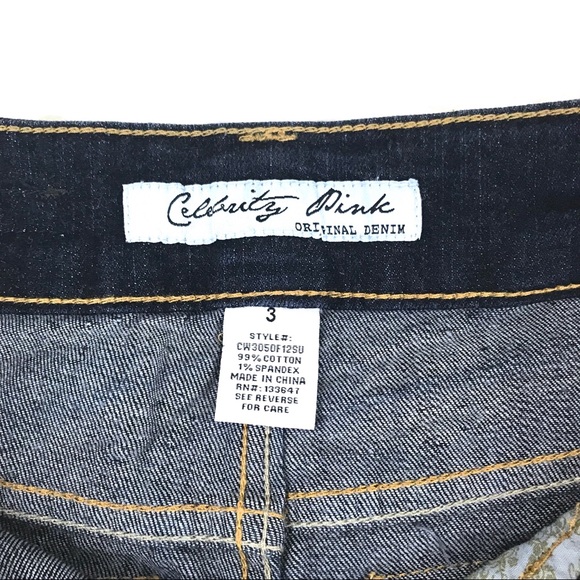 Celebrity Pink
ORIGINAL DENIM
3
STYLE#:
CW3050F12SU
99% COTTON
1% SPANDEX
MADE IN CHINA
RN#: 133647
SEE REVERSE
FOR CARE